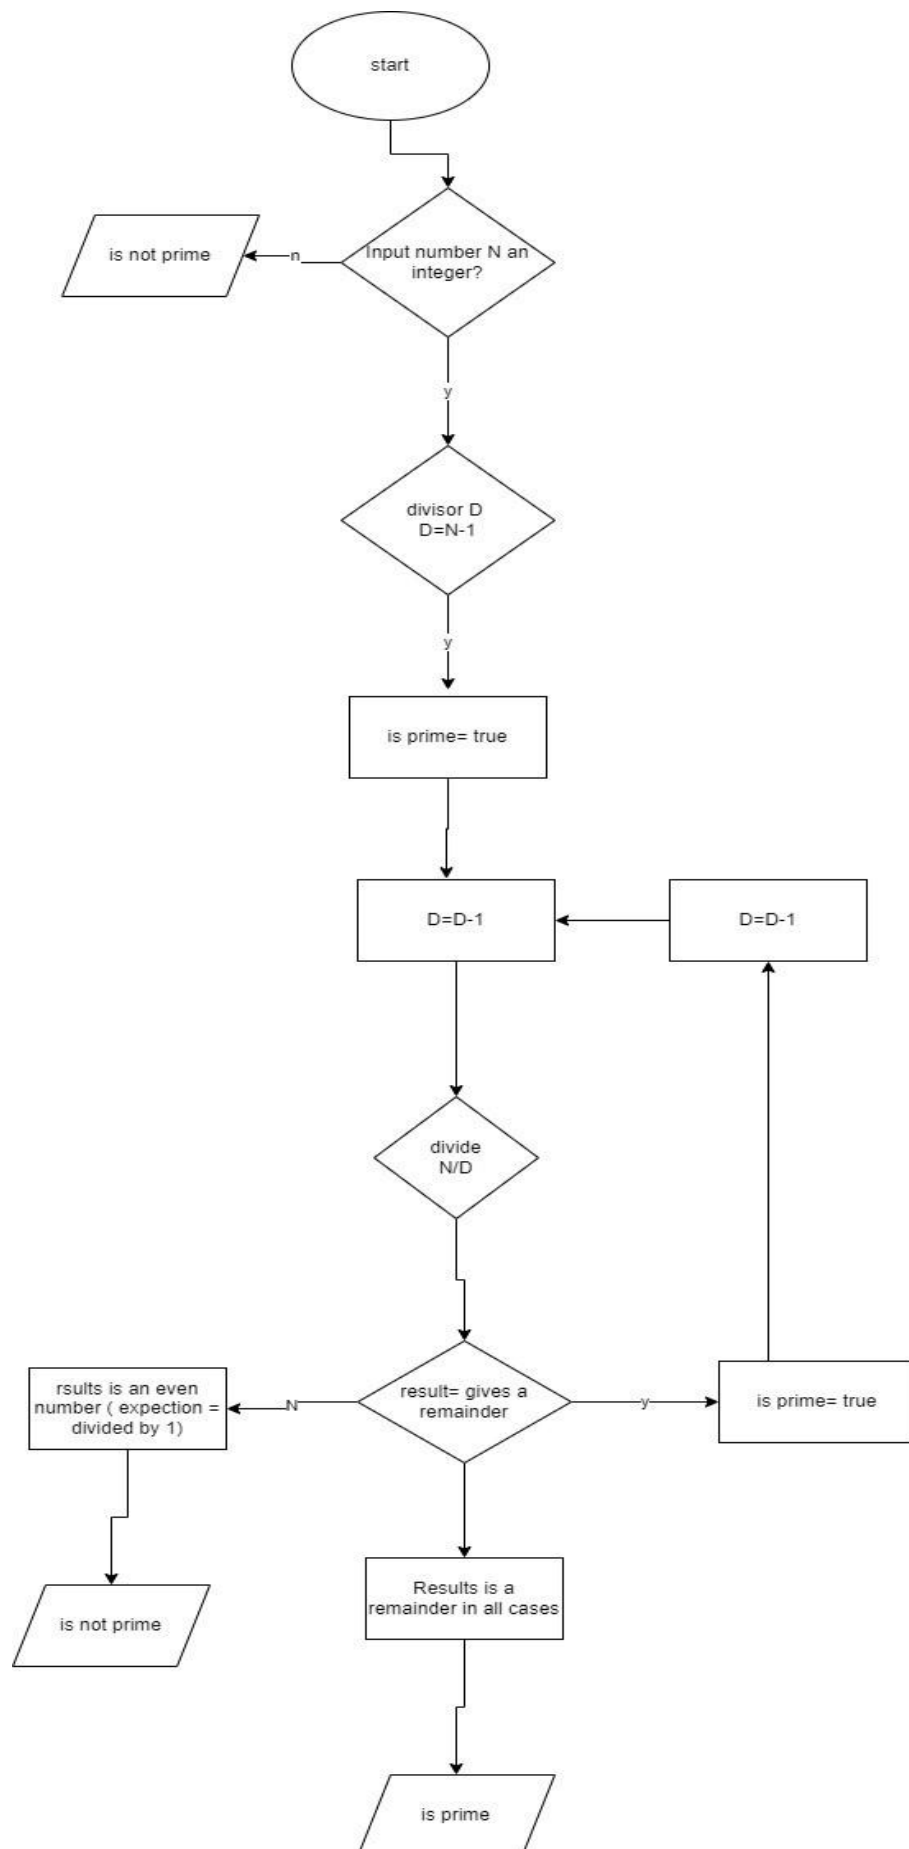 start
Input number N an
integer?
n
is not prime
y
divisor D
D=N-1
y
is prime= true
D=D-1
D=D-1
divide
N/D
result= gives a
remainder
N
rsults is an even
number ( expection =
divided by 1)
y
is prime= true
is not prime
Results is a
remainder in all cases
is prime